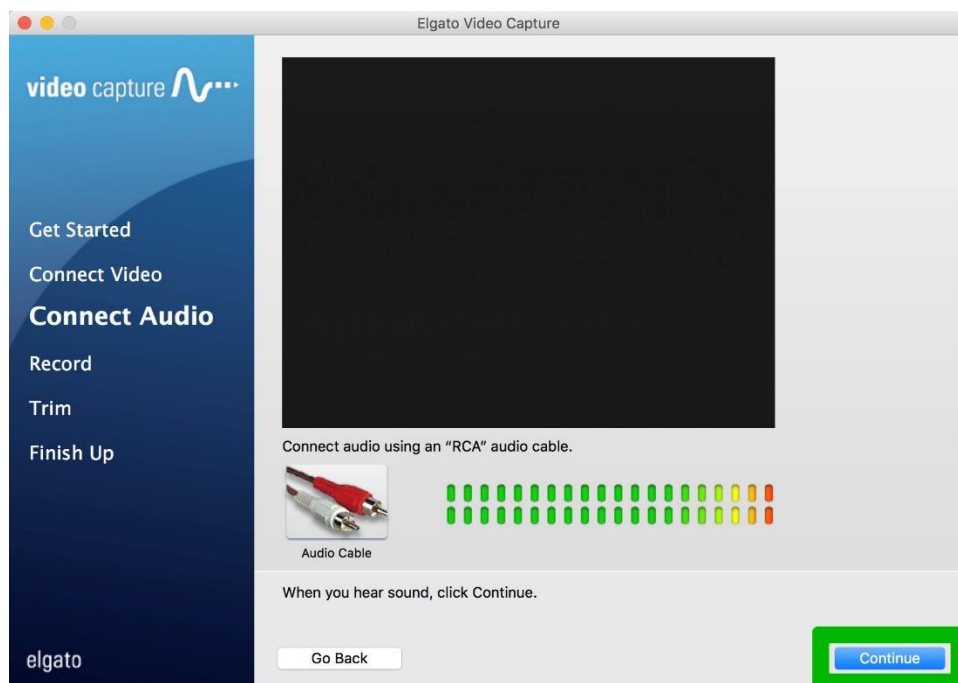 Elgato Video Capture
video capture
Get Started
Connect Video
Connect Audio
Record
Trim
Finish Up
elgato
Connect audio using an “RCA” audio cable.
Audio Cable
When you hear sound, click Continue.
Go Back
Continue